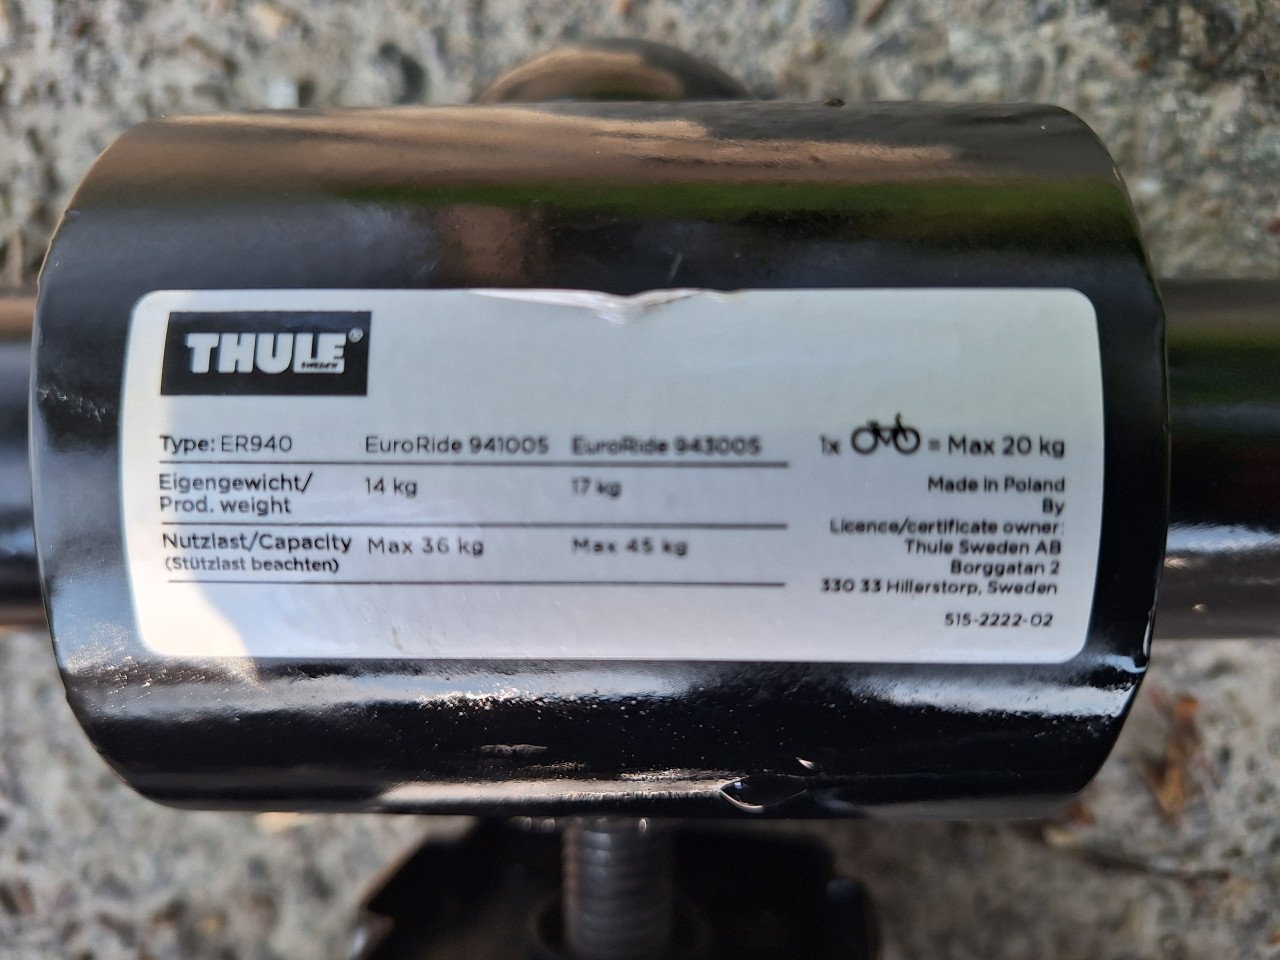 THULE®
SWEDEN
Type: ER940 EuroRide 941005 EuroRide 943005 1x = Max 20 kg
Eigengewicht/ 14 kg 17 kg
Prod. weight
Nutzlast/Capacity Max 36 kg Max 45 kg
(Stützlast beachten)
Made in Poland
By
Licence/certificate owner:
Thule Sweden AB
Borggatan 2
330 33 Hillerstorp, Sweden
515-2222-02